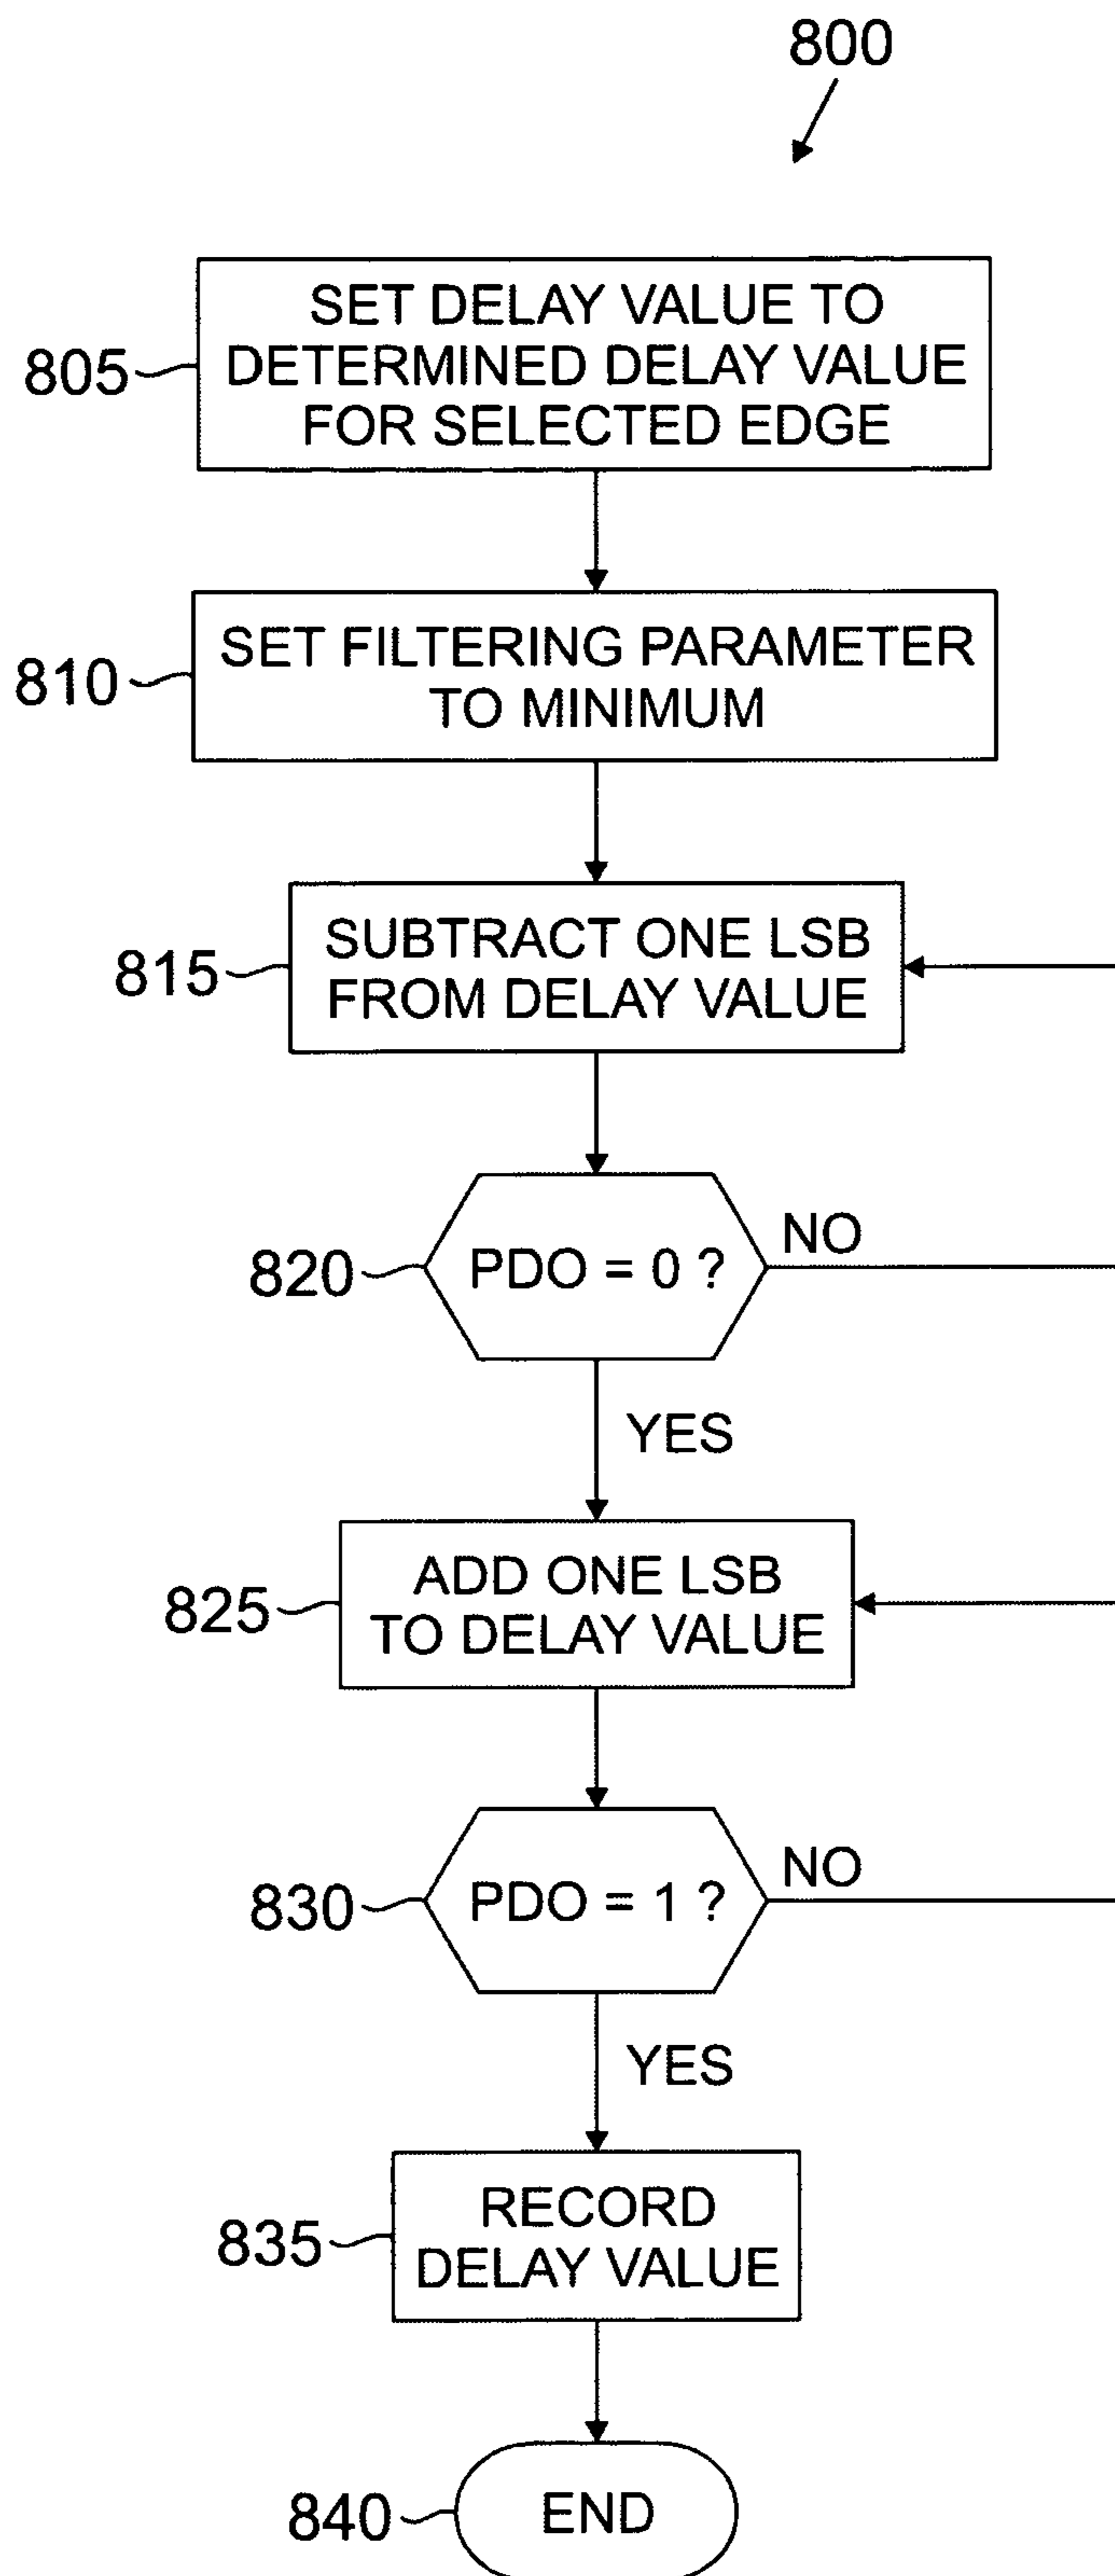 800
SET DELAY VALUE TO
DETERMINED DELAY VALUE
FOR SELECTED EDGE
805
SET FILTERING PARAMETER
TO MINIMUM
810
SUBTRACT ONE LSB
FROM DELAY VALUE
815
PDO = 0 ?
820
NO
YES
ADD ONE LSB
TO DELAY VALUE
825
PDO = 1 ?
830
NO
YES
RECORD
DELAY VALUE
835
END
840